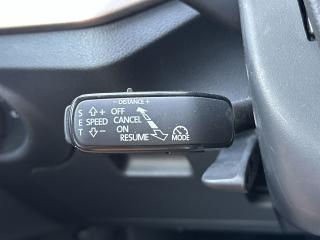 − DISTANCE +
S + OFF
E SPEED CANCEL
T − ON
RESUME MODE